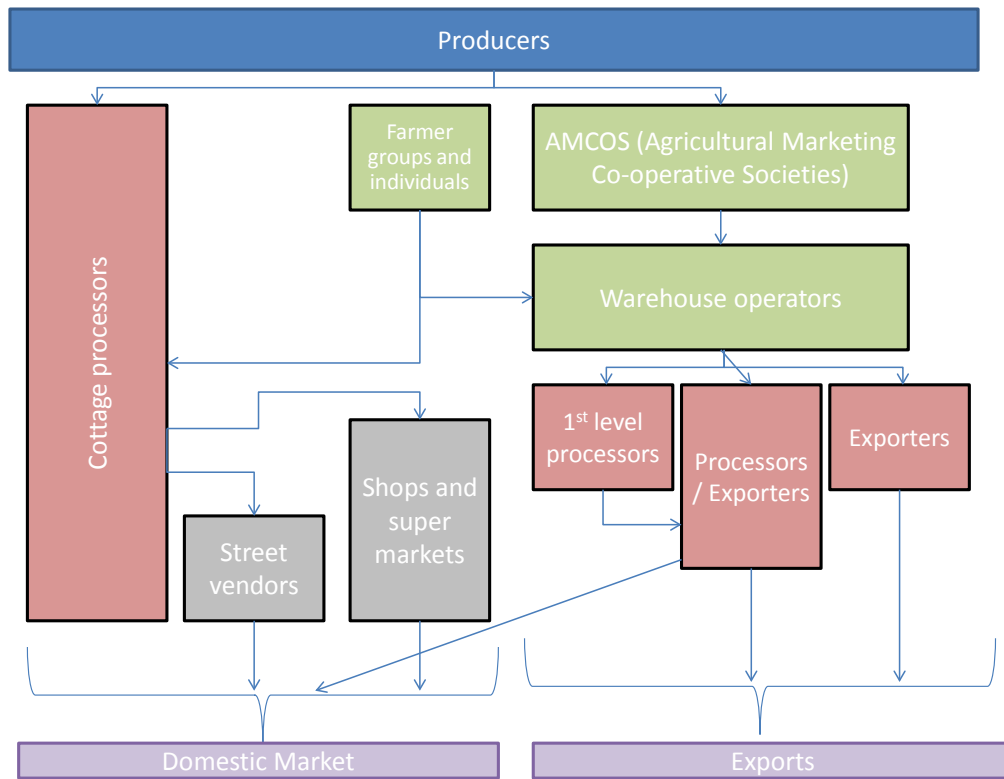 Producers
Farmer
groups and
individuals
AMCOS (Agricultural Marketing
Co-operative Societies)
Cottage processors
Warehouse operators
1st level
processors
Processors
/ Exporters
Exporters
Shops and
super
markets
Street
vendors
Domestic Market
Exports